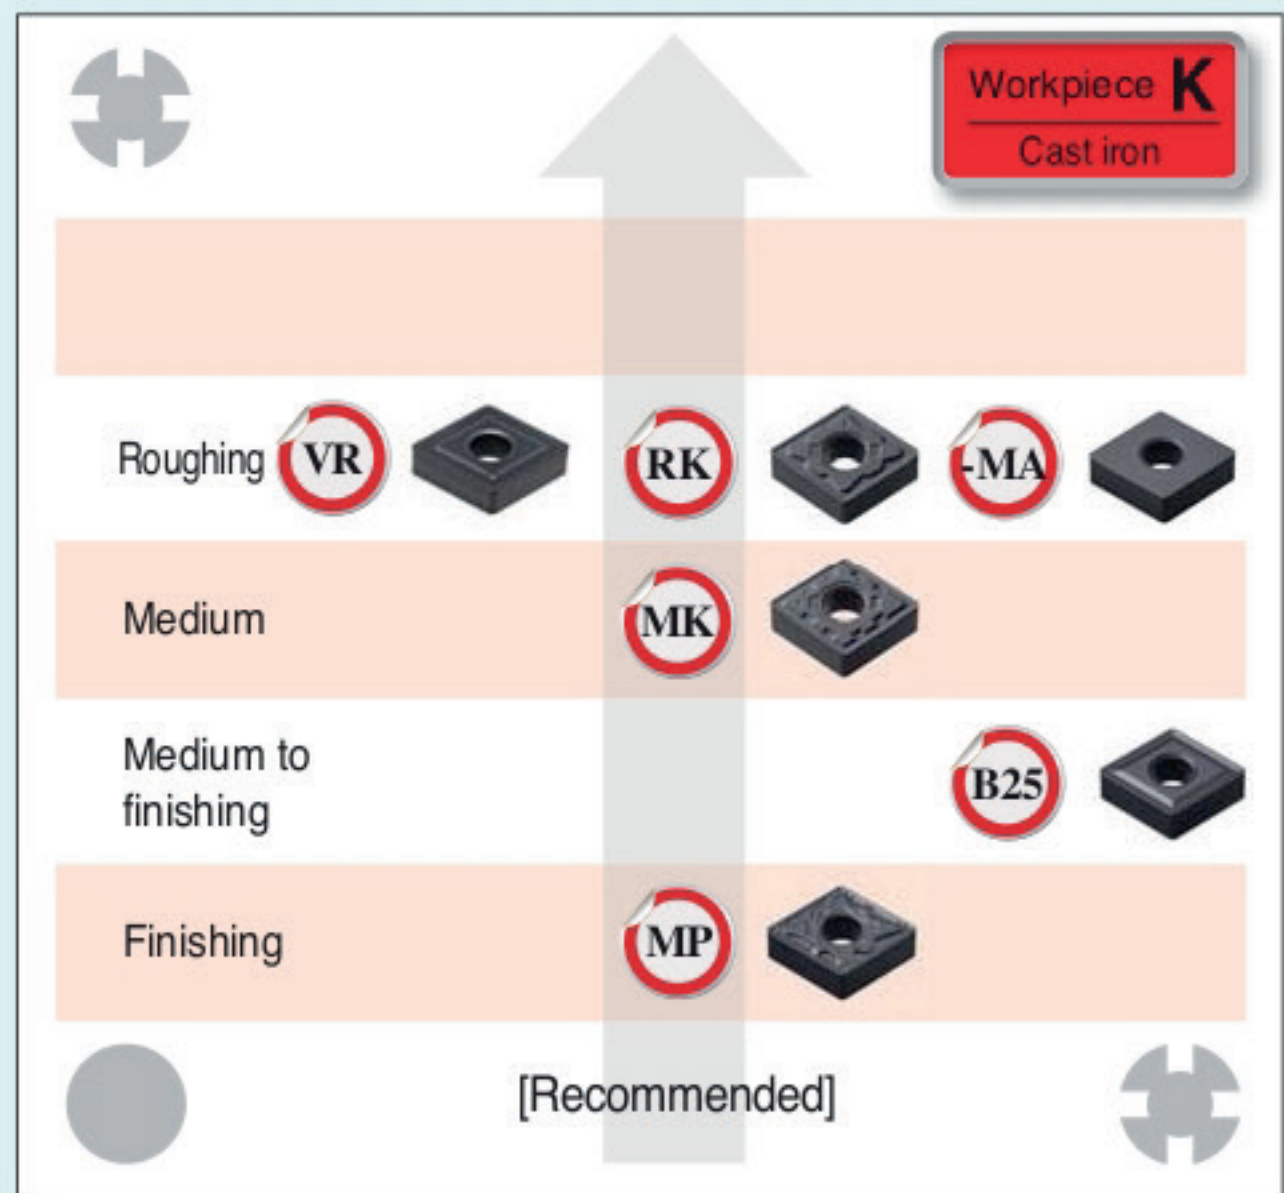 Workpiece K
Cast iron
Roughing VR RK -MA
Medium MK
Medium to
finishing
B25
Finishing MP
[Recommended]